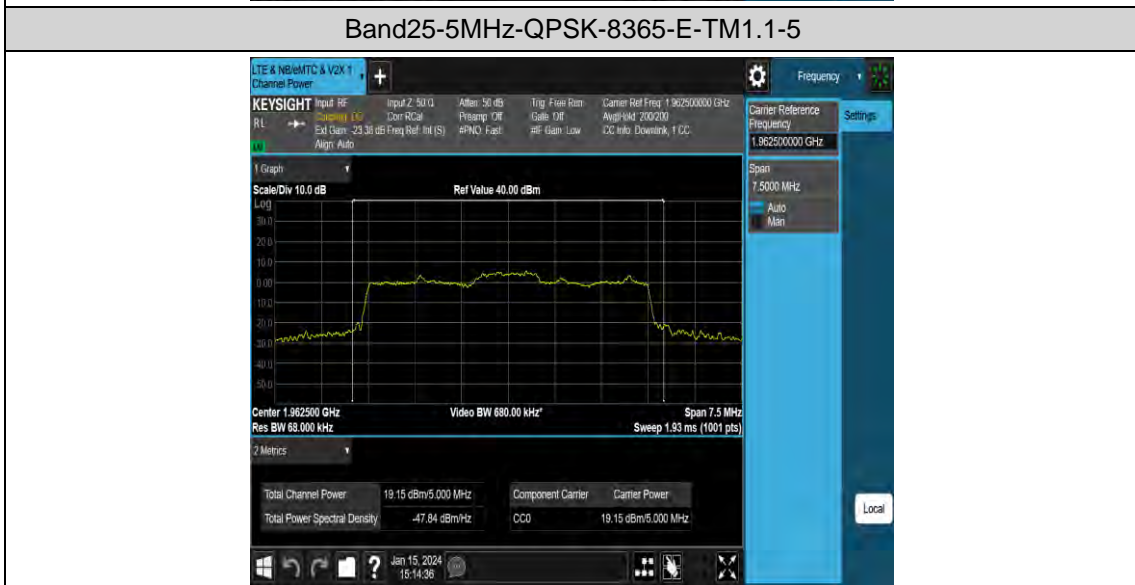 Band25-5MHz-QPSK-8365-E-TM1.1-5
LTE & NB/eMTC & V2X 1
Channel Power
Frequency
KEYSIGHT
RL
Input: RF
Coupling: DC
Ext Gain: -23.38 dB
Align: Auto
Input Z: 50 Ω
Corr RCal
Freq Ref: Int (S)
Atten: 50 dB
Preamp: Off
#PNO: Fast
Trig: Free Run
Gate: Off
#IF Gain: Low
Carrier Ref Freq: 1.962500000 GHz
Avg|Hold: 200/200
CC Info: Downlink, 1 CC
Carrier Reference
Frequency
1.962500000 GHz
Settings
Span
7.5000 MHz
Auto
Man
1 Graph
Scale/Div 10.0 dB
Ref Value 40.00 dBm
Log
30.0
20.0
10.0
0.00
-10.0
-20.0
-30.0
-40.0
-50.0
Center 1.962500 GHz
Video BW 680.00 kHz*
Span 7.5 MHz
Res BW 68.000 kHz
Sweep 1.93 ms (1001 pts)
2 Metrics
Total Channel Power 19.15 dBm/5.000 MHz
Total Power Spectral Density -47.84 dBm/Hz
Component Carrier Carrier Power
CC0 19.15 dBm/5.000 MHz
Local
?
Jan 15, 2024
15:14:36